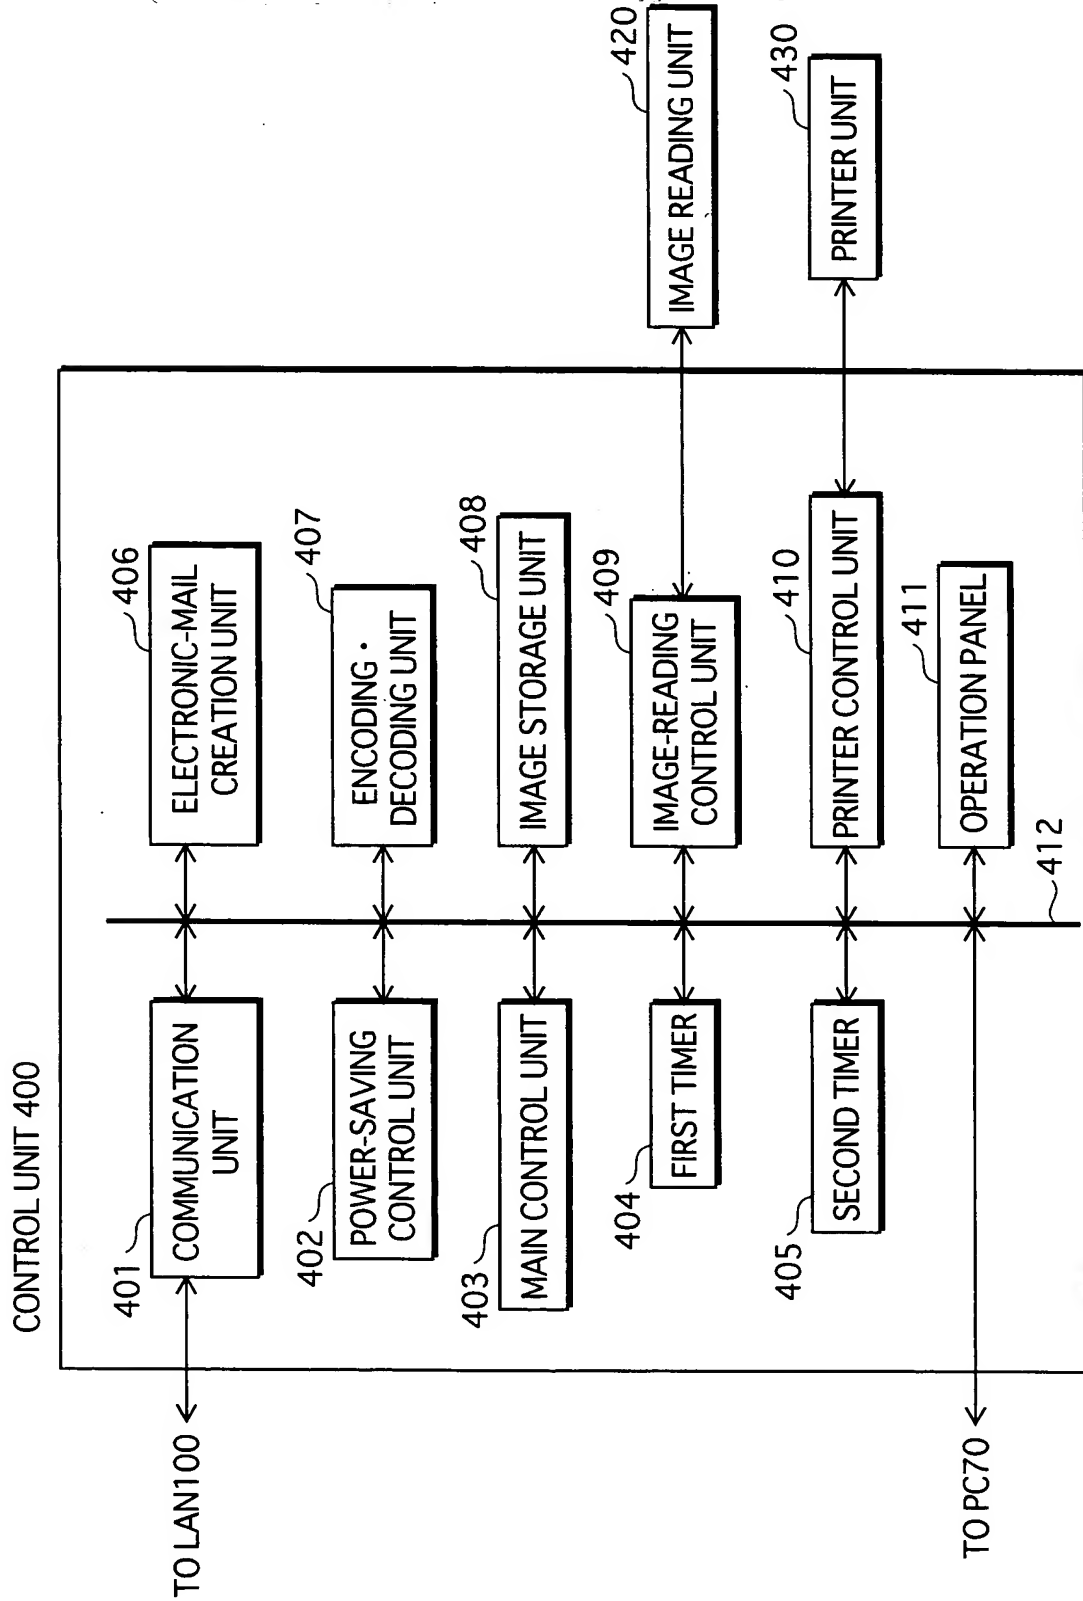 CONTROL UNIT 400
TO LAN100
401
COMMUNICATION
UNIT
406
ELECTRONIC-MAIL
CREATION UNIT
402
POWER-SAVING
CONTROL UNIT
407
ENCODING •
DECODING UNIT
403
MAIN CONTROL UNIT
408
IMAGE STORAGE UNIT
404
FIRST TIMER
409
IMAGE-READING
CONTROL UNIT
420
IMAGE READING UNIT
405
SECOND TIMER
410
PRINTER CONTROL UNIT
430
PRINTER UNIT
411
OPERATION PANEL
TO PC70
412